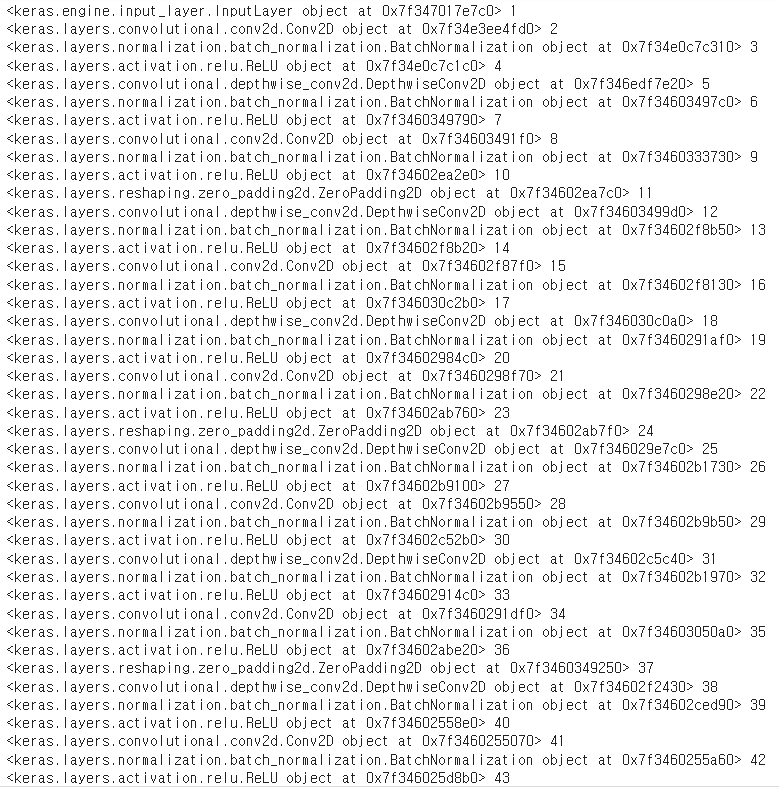 <keras.engine.input_layer.InputLayer object at 0x7f347017e7c0> 1
<keras.layers.convolutional.conv2d.Conv2D object at 0x7f34e3ee4fd0> 2
<keras.layers.normalization.batch_normalization.BatchNormalization object at 0x7f34e0c7c310> 3
<keras.layers.activation.relu.ReLU object at 0x7f34e0c7c1c0> 4
<keras.layers.convolutional.depthwise_conv2d.DepthwiseConv2D object at 0x7f346edf7e20> 5
<keras.layers.normalization.batch_normalization.BatchNormalization object at 0x7f34603497c0> 6
<keras.layers.activation.relu.ReLU object at 0x7f3460349790> 7
<keras.layers.convolutional.conv2d.Conv2D object at 0x7f34603491f0> 8
<keras.layers.normalization.batch_normalization.BatchNormalization object at 0x7f3460333730> 9
<keras.layers.activation.relu.ReLU object at 0x7f34602ea2e0> 10
<keras.layers.reshaping.zero_padding2d.ZeroPadding2D object at 0x7f34602ea7c0> 11
<keras.layers.convolutional.depthwise_conv2d.DepthwiseConv2D object at 0x7f34603499d0> 12
<keras.layers.normalization.batch_normalization.BatchNormalization object at 0x7f34602f8b50> 13
<keras.layers.activation.relu.ReLU object at 0x7f34602f8b20> 14
<keras.layers.convolutional.conv2d.Conv2D object at 0x7f34602f87f0> 15
<keras.layers.normalization.batch_normalization.BatchNormalization object at 0x7f34602f8130> 16
<keras.layers.activation.relu.ReLU object at 0x7f346030c2b0> 17
<keras.layers.convolutional.depthwise_conv2d.DepthwiseConv2D object at 0x7f346030c0a0> 18
<keras.layers.normalization.batch_normalization.BatchNormalization object at 0x7f3460291af0> 19
<keras.layers.activation.relu.ReLU object at 0x7f34602984c0> 20
<keras.layers.convolutional.conv2d.Conv2D object at 0x7f3460298f70> 21
<keras.layers.normalization.batch_normalization.BatchNormalization object at 0x7f3460298e20> 22
<keras.layers.activation.relu.ReLU object at 0x7f34602ab760> 23
<keras.layers.reshaping.zero_padding2d.ZeroPadding2D object at 0x7f34602ab7f0> 24
<keras.layers.convolutional.depthwise_conv2d.DepthwiseConv2D object at 0x7f346029e7c0> 25
<keras.layers.normalization.batch_normalization.BatchNormalization object at 0x7f34602b1730> 26
<keras.layers.activation.relu.ReLU object at 0x7f34602b9100> 27
<keras.layers.convolutional.conv2d.Conv2D object at 0x7f34602b9550> 28
<keras.layers.normalization.batch_normalization.BatchNormalization object at 0x7f34602b9b50> 29
<keras.layers.activation.relu.ReLU object at 0x7f34602c52b0> 30
<keras.layers.convolutional.depthwise_conv2d.DepthwiseConv2D object at 0x7f34602c5c40> 31
<keras.layers.normalization.batch_normalization.BatchNormalization object at 0x7f34602b1970> 32
<keras.layers.activation.relu.ReLU object at 0x7f34602914c0> 33
<keras.layers.convolutional.conv2d.Conv2D object at 0x7f3460291df0> 34
<keras.layers.normalization.batch_normalization.BatchNormalization object at 0x7f34603050a0> 35
<keras.layers.activation.relu.ReLU object at 0x7f34602abe20> 36
<keras.layers.reshaping.zero_padding2d.ZeroPadding2D object at 0x7f3460349250> 37
<keras.layers.convolutional.depthwise_conv2d.DepthwiseConv2D object at 0x7f34602f2430> 38
<keras.layers.normalization.batch_normalization.BatchNormalization object at 0x7f34602ced90> 39
<keras.layers.activation.relu.ReLU object at 0x7f34602558e0> 40
<keras.layers.convolutional.conv2d.Conv2D object at 0x7f3460255070> 41
<keras.layers.normalization.batch_normalization.BatchNormalization object at 0x7f3460255a60> 42
<keras.layers.activation.relu.ReLU object at 0x7f346025d8b0> 43